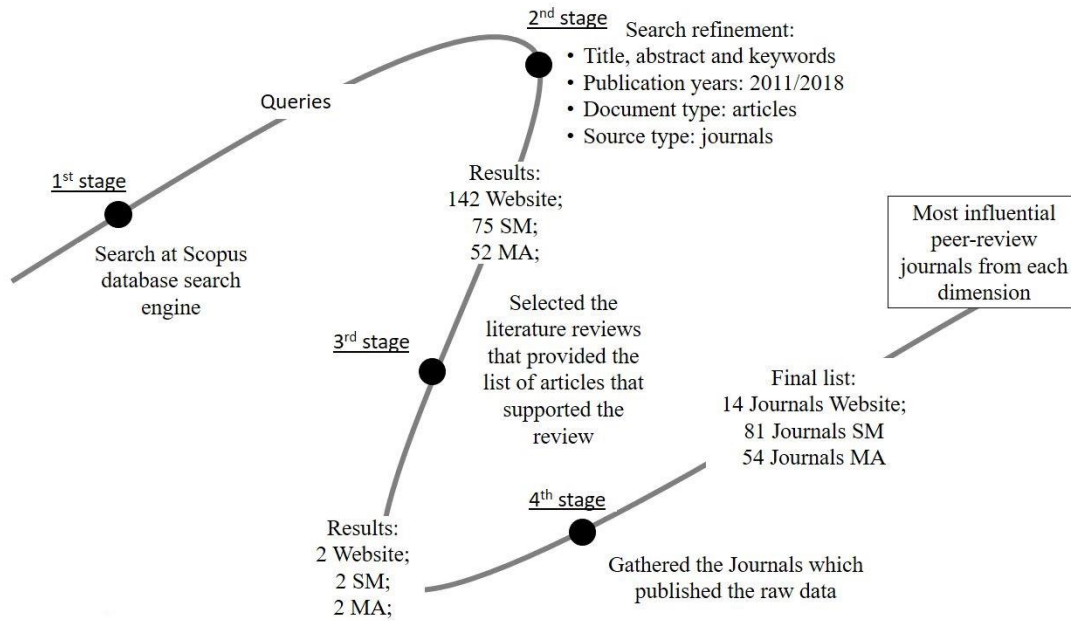 1st stage
Search at Scopus
database search
engine
Queries
2nd stage
Search refinement:
• Title, abstract and keywords
• Publication years: 2011/2018
• Document type: articles
• Source type: journals
Results:
142 Website;
75 SM;
52 MA;
3rd stage
Selected the
literature reviews
that provided the
list of articles that
supported the
review
Results:
2 Website;
2 SM;
2 MA;
4th stage
Gathered the Journals which
published the raw data
Final list:
14 Journals Website;
81 Journals SM
54 Journals MA
Most influential
peer-review
journals from each
dimension